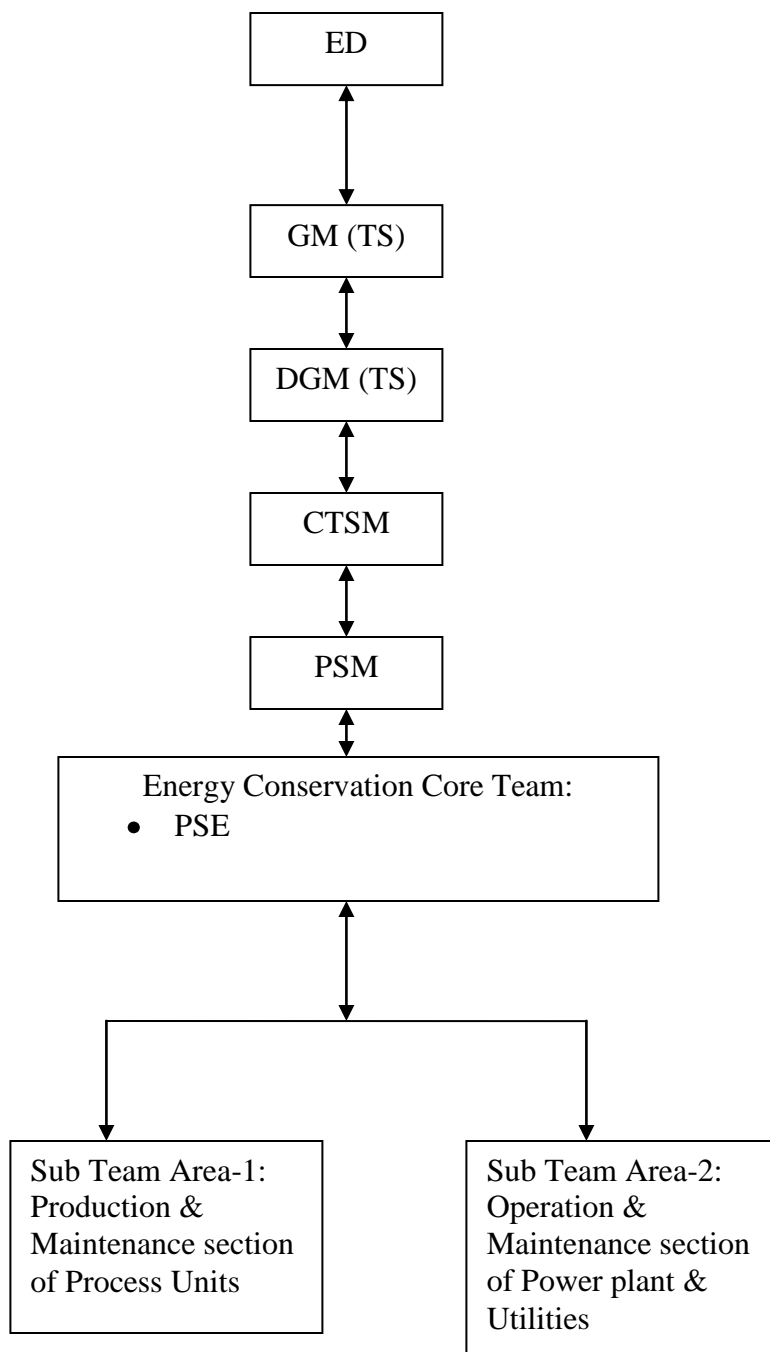 ED
GM (TS)
DGM (TS)
CTSM
PSM
Energy Conservation Core Team:
• PSE
Sub Team Area-1:
Production &
Maintenance section
of Process Units
Sub Team Area-2:
Operation &
Maintenance section
of Power plant &
Utilities